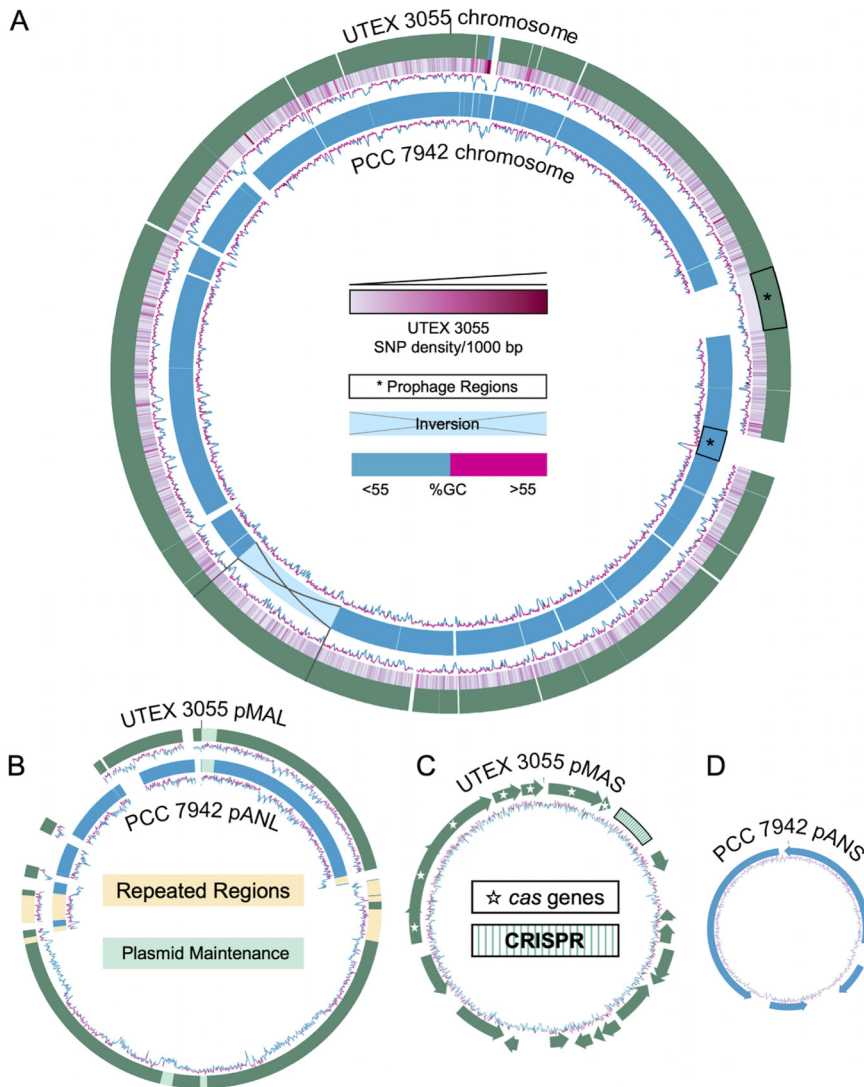 A
UTEX 3055 chromosome
PCC 7942 chromosome
UTEX 3055
SNP density/1000 bp
* Prophage Regions
Inversion
<55 %GC >55
*
*
B
UTEX 3055 pMAL
PCC 7942 pANL
Repeated Regions
Plasmid Maintenance
C
UTEX 3055 pMAS
☆ cas genes
CRISPR
D
PCC 7942 pANS